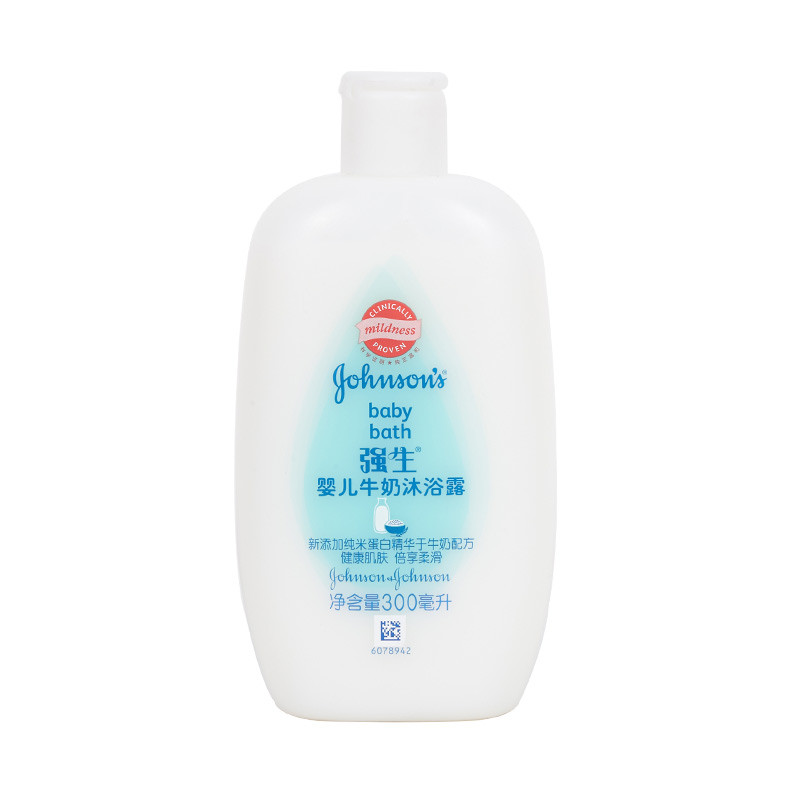 CLINICALLY
mildness
PROVEN
Johnson's®
baby
bath
强生®
婴儿牛奶沐浴露
新添加纯米蛋白精华于牛奶配方
健康肌肤 倍享柔滑
Johnson & Johnson
净含量300毫升
6078942